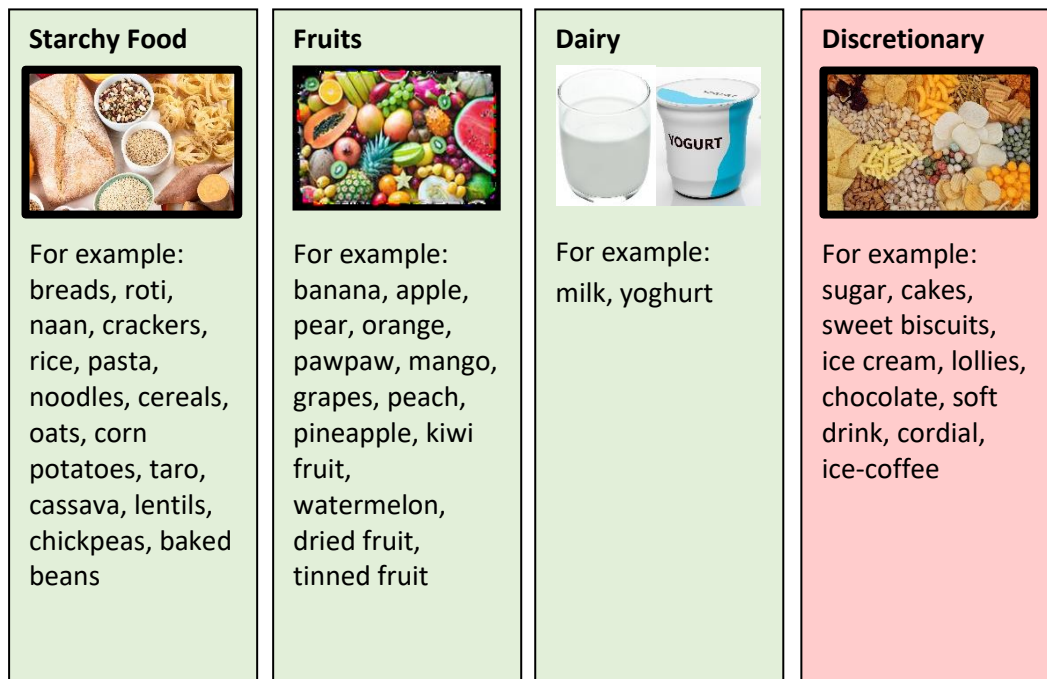 Starchy Food
For example:
breads, roti,
naan, crackers,
rice, pasta,
noodles, cereals,
oats, corn
potatoes, taro,
cassava, lentils,
chickpeas, baked
beans
Fruits
For example:
banana, apple,
pear, orange,
pawpaw, mango,
grapes, peach,
pineapple, kiwi
fruit,
watermelon,
dried fruit,
tinned fruit
Dairy
YOGURT
For example:
milk, yoghurt
Discretionary
For example:
sugar, cakes,
sweet biscuits,
ice cream, lollies,
chocolate, soft
drink, cordial,
ice-coffee